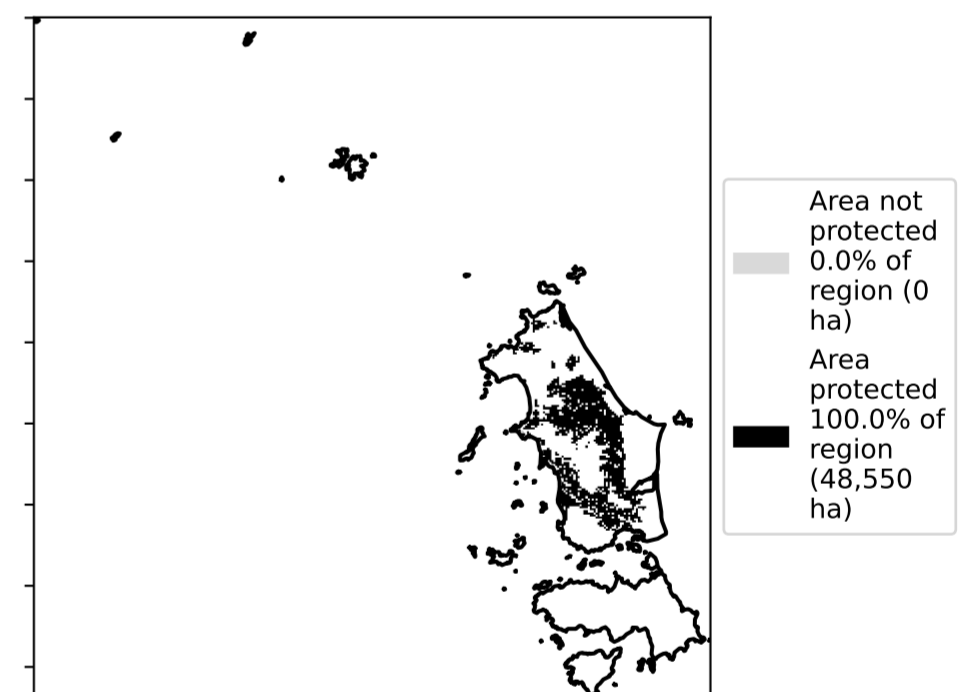 Area not
protected
0.0% of
region (0
ha)
Area
protected
100.0% of
region
(48,550
ha)